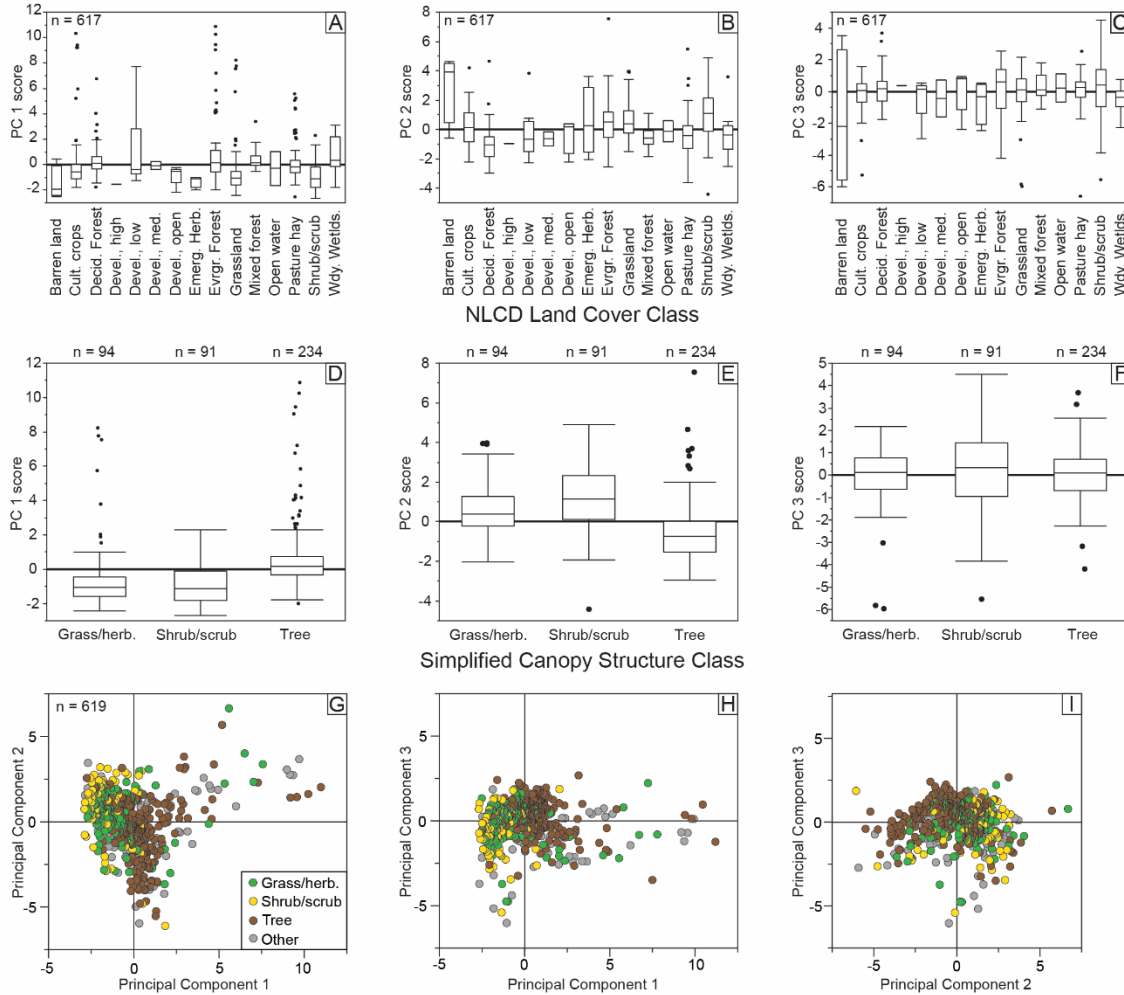 n = 617
A
PC 1 score
12
10
8
6
4
2
0
-2
Barren land
Cult. crops
Decid. Forest
Devel., high
Devel., low
Devel., med.
Devel., open
Emerg. Herb.
Evrgr. Forest
Grassland
Mixed forest
Open water
Pasture hay
Shrub/scrub
Wdy. Wetlds.
n = 617
B
PC 2 score
8
6
4
2
0
-2
-4
Barren land
Cult. crops
Decid. Forest
Devel., high
Devel., low
Devel., med.
Devel., open
Emerg. Herb.
Evrgr. Forest
Grassland
Mixed forest
Open water
Pasture hay
Shrub/scrub
Wdy. Wetlds.
n = 617
C
PC 3 score
4
2
0
-2
-4
-6
Barren land
Cult. crops
Decid. Forest
Devel., high
Devel., low
Devel., med.
Devel., open
Emerg. Herb.
Evrgr. Forest
Grassland
Mixed forest
Open water
Pasture hay
Shrub/scrub
Wdy. Wetlds.
NLCD Land Cover Class
n = 94 n = 91 n = 234
D
PC 1 score
12
10
8
6
4
2
0
-2
Grass/herb. Shrub/scrub Tree
n = 94 n = 91 n = 234
E
PC 2 score
8
6
4
2
0
-2
-4
Grass/herb. Shrub/scrub Tree
n = 94 n = 91 n = 234
F
PC 3 score
5
4
3
2
1
0
-1
-2
-3
-4
-5
-6
Grass/herb. Shrub/scrub Tree
Simplified Canopy Structure Class
n = 619
G
Principal Component 2
5
0
-5
Grass/herb.
Shrub/scrub
Tree
Other
-5 0 5 10
Principal Component 1
H
Principal Component 3
5
0
-5
-5 0 5 10
Principal Component 1
I
Principal Component 3
5
0
-5
-5 0 5
Principal Component 2